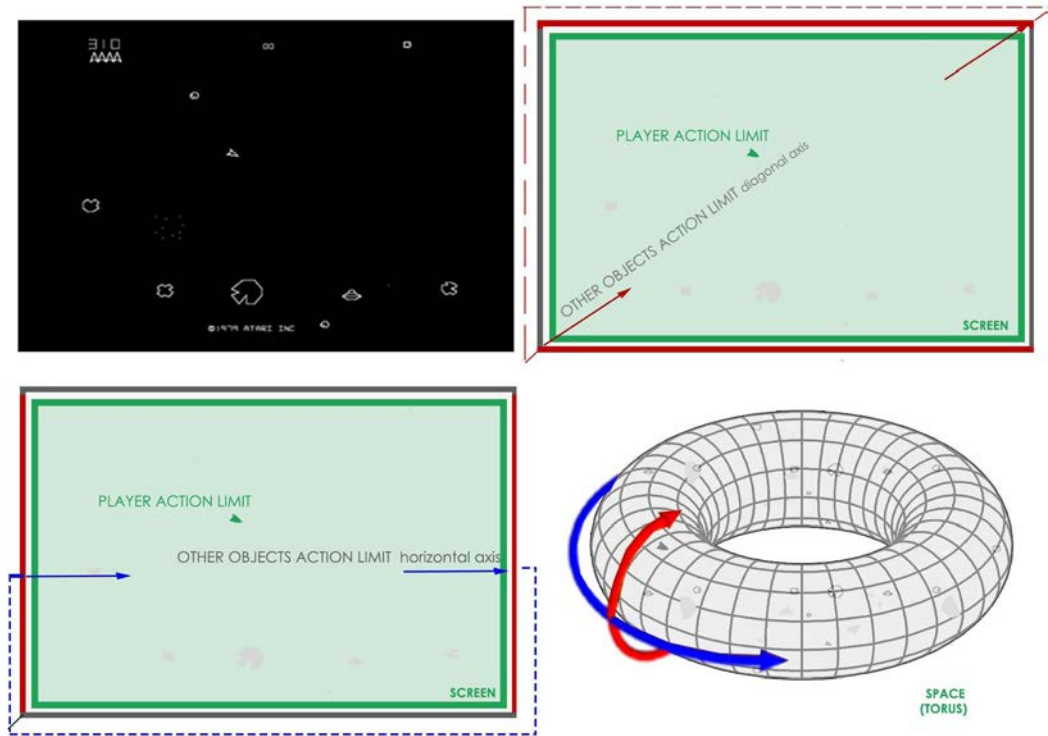 310
©1979 ATARI INC
PLAYER ACTION LIMIT
OTHER OBJECTS ACTION LIMIT diagonal axis
SCREEN
PLAYER ACTION LIMIT
OTHER OBJECTS ACTION LIMIT horizontal axis
SCREEN
SPACE
(TORUS)